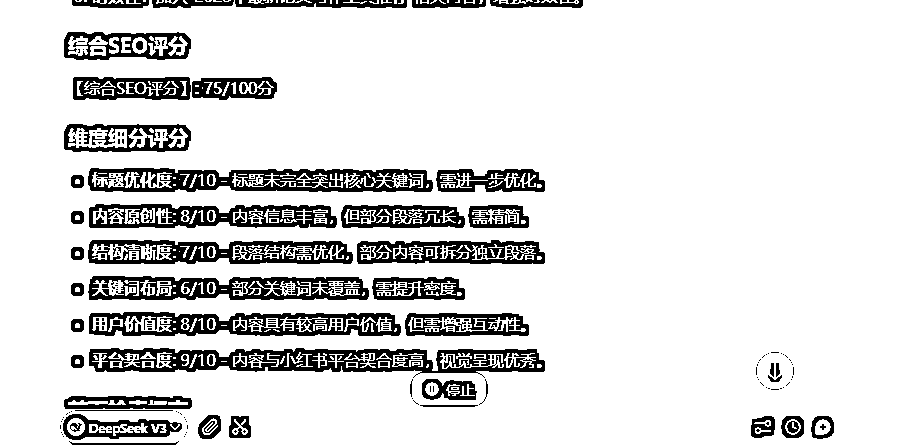 综合SEO评分
【综合SEO评分】: 75/100分
维度细分评分
标题优化度: 7/10 - 标题未完全突出核心关键词，需进一步优化。
内容原创性: 8/10 - 内容信息丰富，但部分段落冗长，需精简。
结构清晰度: 7/10 - 段落结构需优化，部分内容可拆分独立段落。
关键词布局: 6/10 - 部分关键词未覆盖，需提升密度。
用户价值度: 8/10 - 内容具有较高用户价值，但需增强互动性。
平台契合度: 9/10 - 内容与小红书平台契合度高，视觉呈现优秀。
停止
DeepSeek V3